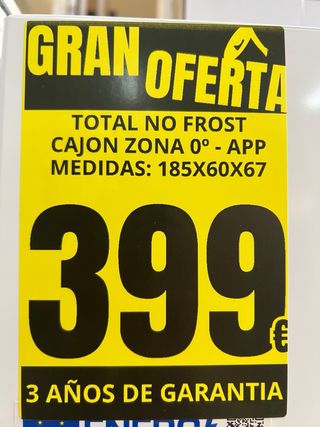 GRAN OFERTA
TOTAL NO FROST
CAJON ZONA 0º - APP
MEDIDAS: 185X60X67
399€
3 AÑOS DE GARANTIA